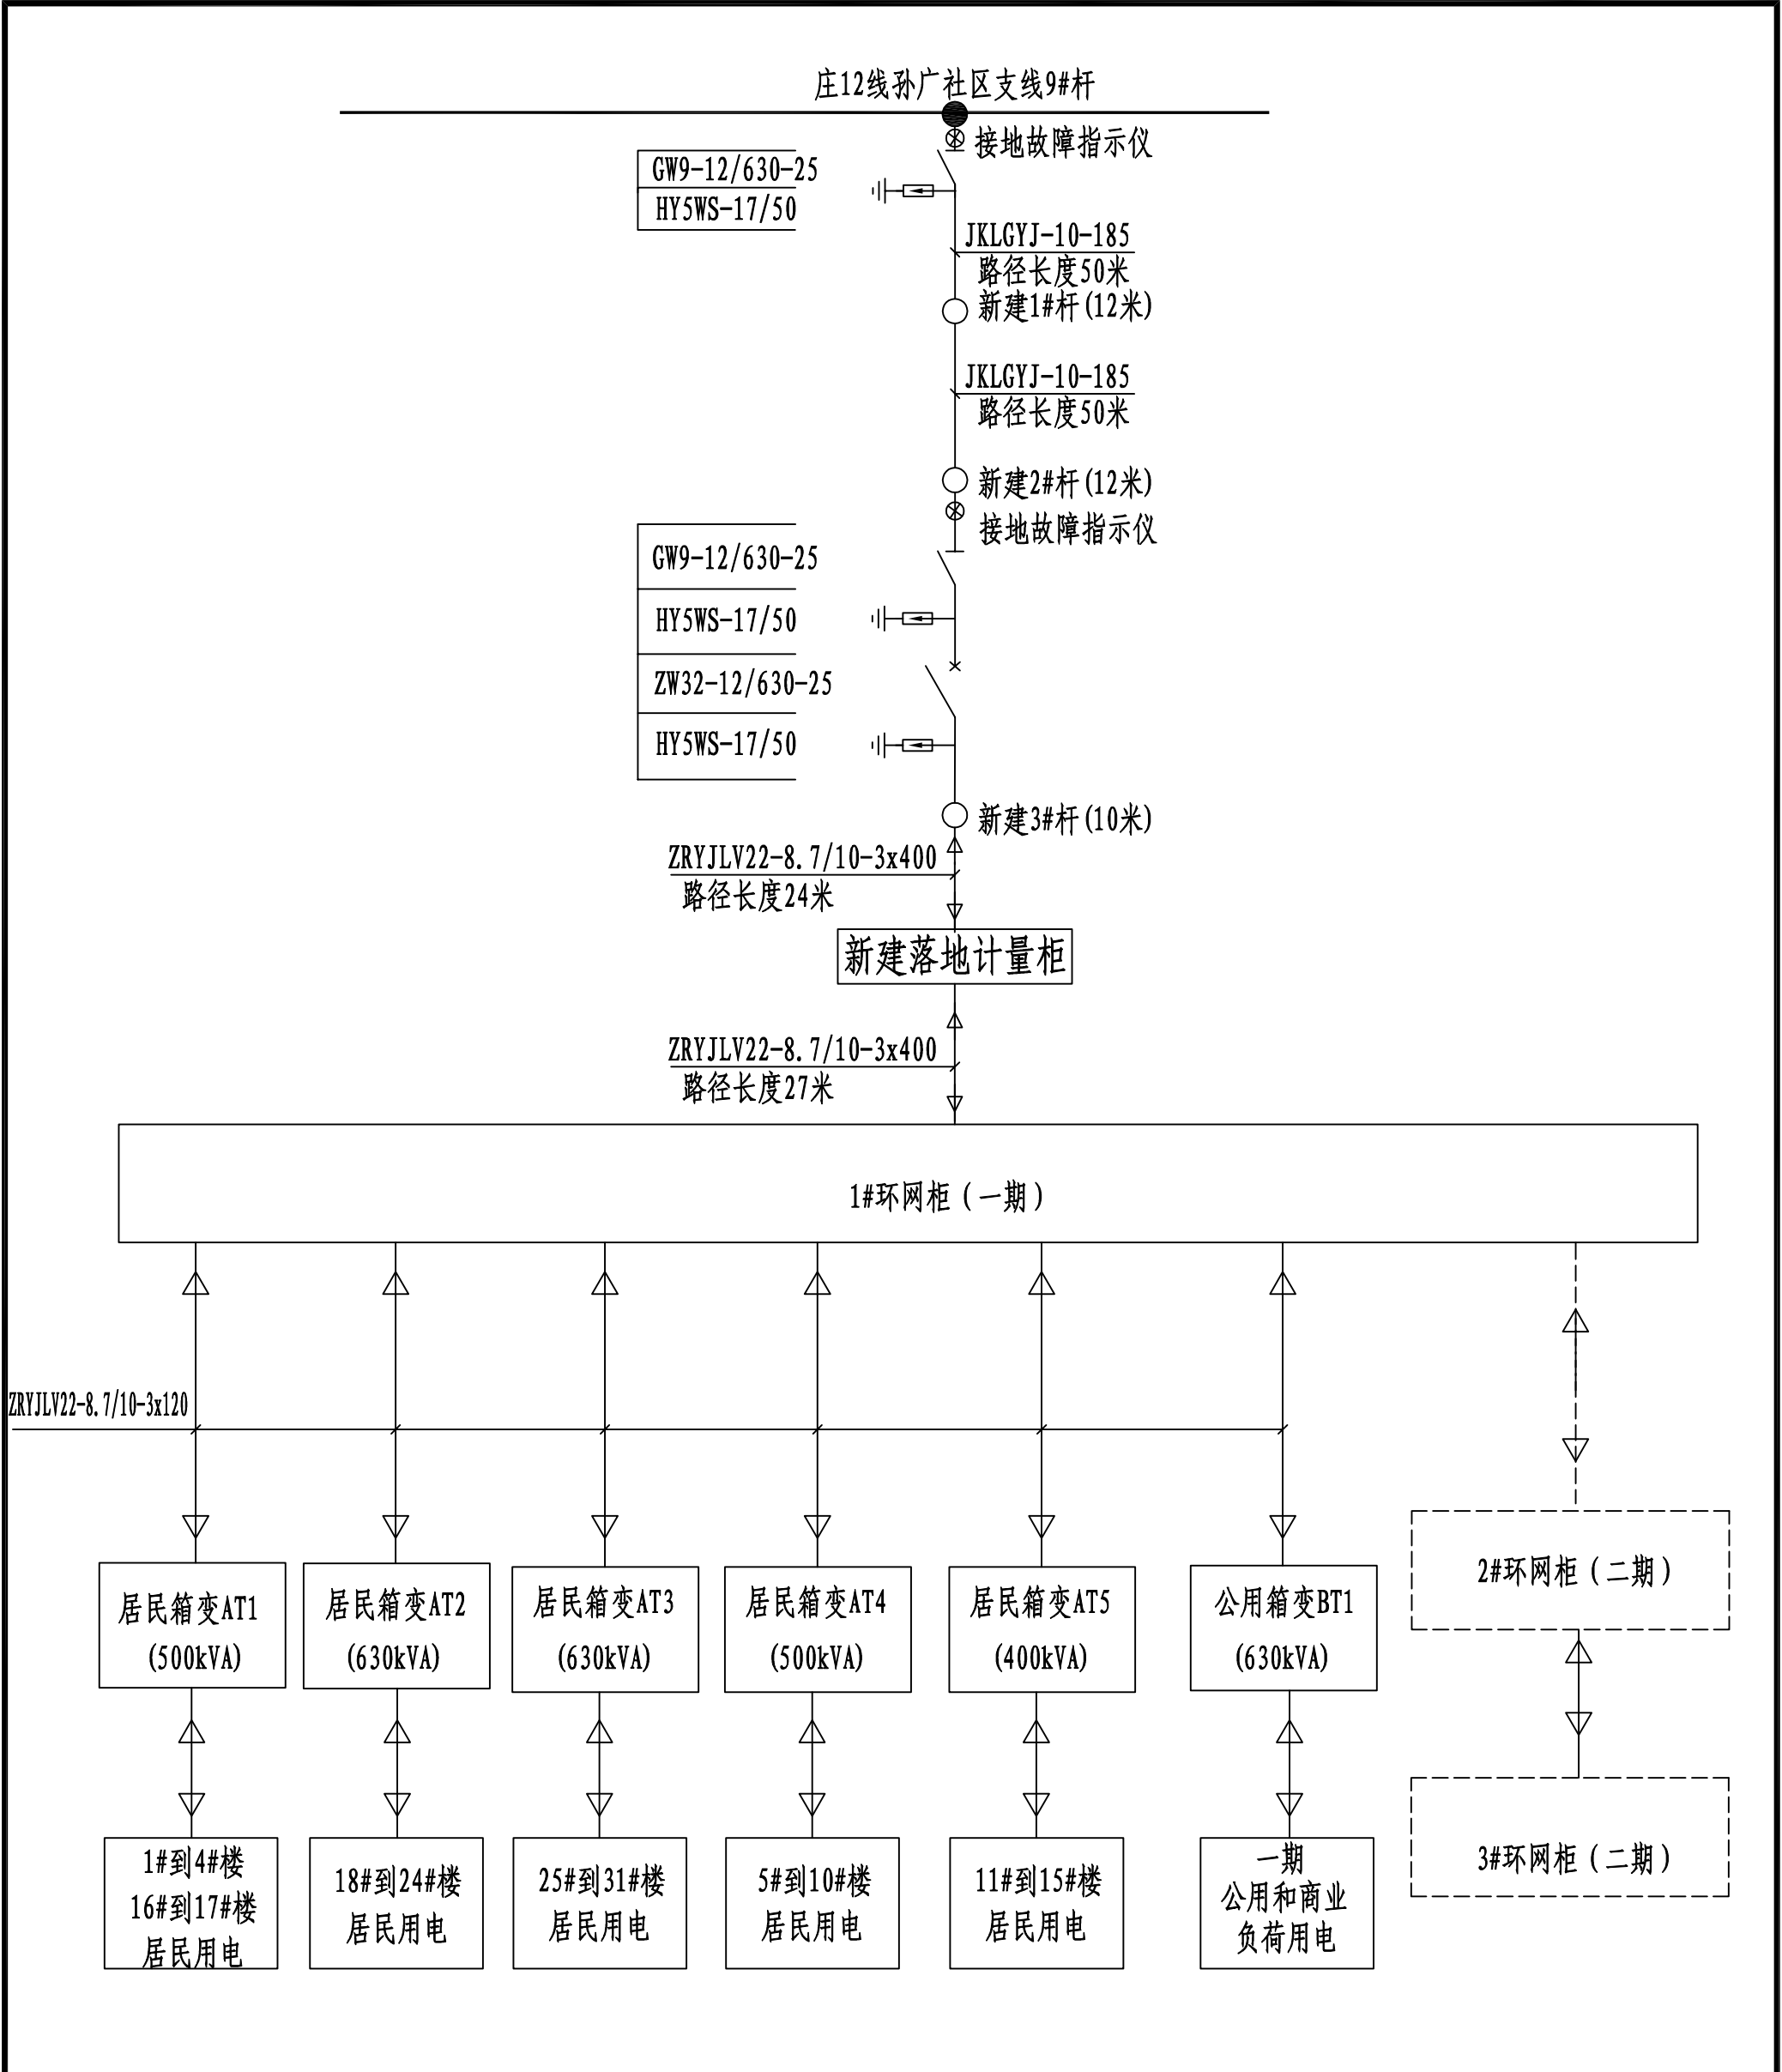 庄12线孙广社区支线9#杆
接地故障指示仪
GW9-12/630-25
HY5WS-17/50
JKLGYJ-10-185
路径长度50米
新建1#杆(12米)
JKLGYJ-10-185
路径长度50米
新建2#杆(12米)
接地故障指示仪
GW9-12/630-25
HY5WS-17/50
ZW32-12/630-25
HY5WS-17/50
新建3#杆(10米)
ZRYJLV22-8.7/10-3x400
路径长度24米
新建落地计量柜
ZRYJLV22-8.7/10-3x400
路径长度27米
1#环网柜（一期）
ZRYJLV22-8.7/10-3x120
居民箱变AT1
(500kVA)
居民箱变AT2
(630kVA)
居民箱变AT3
(630kVA)
居民箱变AT4
(500kVA)
居民箱变AT5
(400kVA)
公用箱变BT1
(630kVA)
2#环网柜（二期）
1#到4#楼
16#到17#楼
居民用电
18#到24#楼
居民用电
25#到31#楼
居民用电
5#到10#楼
居民用电
11#到15#楼
居民用电
一期
公用和商业
负荷用电
3#环网柜（二期）